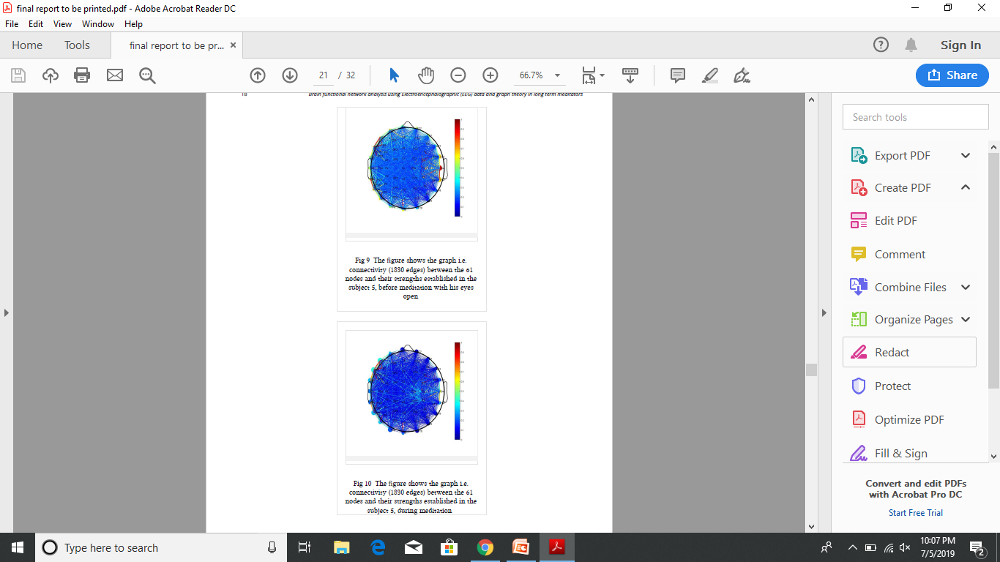 final report to be printed.pdf - Adobe Acrobat Reader DC
File Edit View Window Help
Home Tools final report to be pr... × Sign In
21 / 32 66.7% Share
18 Brain functional network analysis using Electroencephalographic (EEG) data and graph theory in long term meditators
Fig 9 The figure shows the graph i.e.
connectivity (1830 edges) between the 61
nodes and their strengths established in the
subject 5, before meditation with his eyes
open
Fig 10 The figure shows the graph i.e.
connectivity (1830 edges) between the 61
nodes and their strengths established in the
subject 5, during meditation
Search tools
Export PDF
Create PDF
Edit PDF
Comment
Combine Files
Organize Pages
Redact
Protect
Optimize PDF
Fill & Sign
Convert and edit PDFs
with Acrobat Pro DC
Start Free Trial
Type here to search
10:07 PM
7/5/2019
2